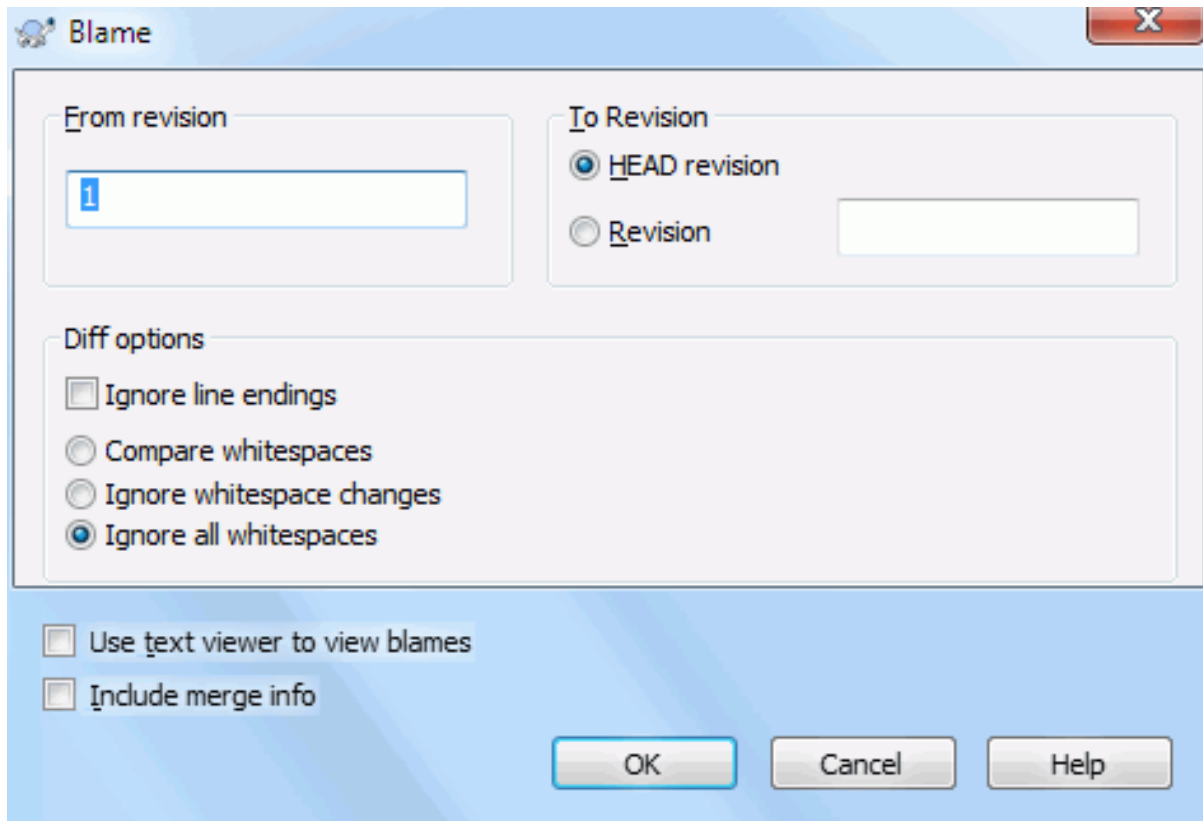 Blame
From revision
1
To Revision
HEAD revision
Revision
Diff options
Ignore line endings
Compare whitespaces
Ignore whitespace changes
Ignore all whitespaces
Use text viewer to view blames
Include merge info
OK Cancel Help